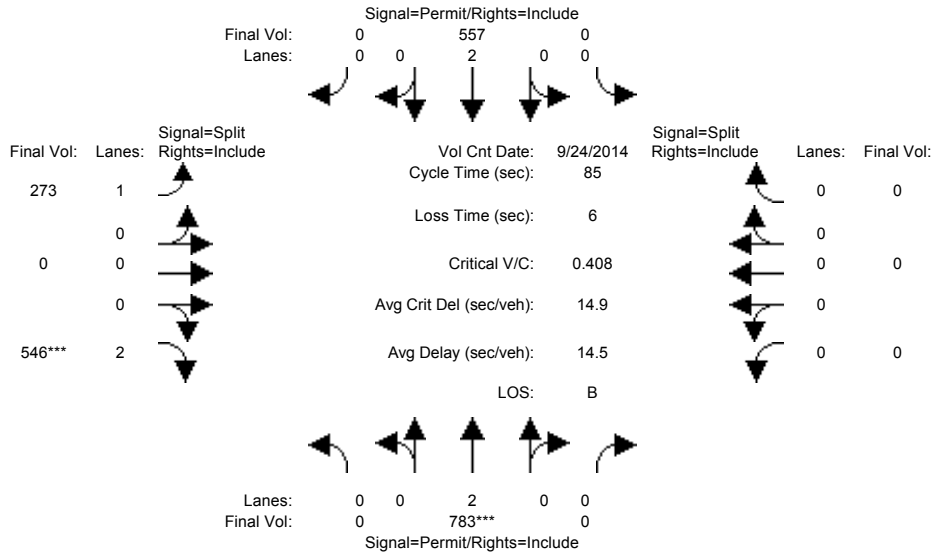 Signal=Permit/Rights=Include
Final Vol: 0 557 0
Lanes: 0 0 2 0 0
Signal=Split Signal=Split
Final Vol: Lanes: Rights=Include Vol Cnt Date: 9/24/2014 Rights=Include Lanes: Final Vol:
Cycle Time (sec): 85
273 1 0 0
Loss Time (sec): 6
0 0
0 0 Critical V/C: 0.408 0 0
0 Avg Crit Del (sec/veh): 14.9 0
546*** 2 Avg Delay (sec/veh): 14.5 0 0
LOS: B
Lanes: 0 0 2 0 0
Final Vol: 0 783*** 0
Signal=Permit/Rights=Include